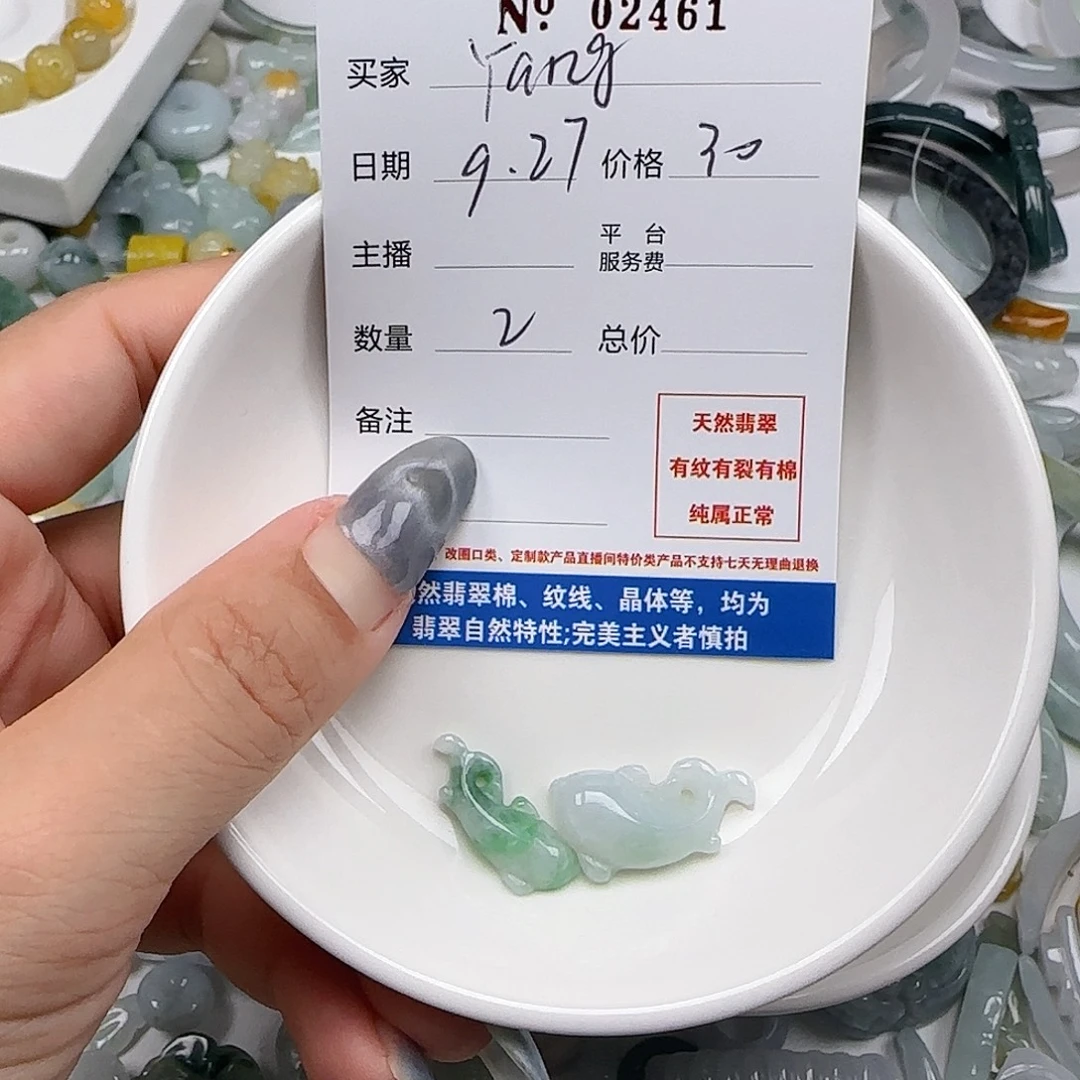 Nº 02461
买家 Yang
日期 9.27 价格 30
主播 平台服务费
数量 2 总价
备注
天然翡翠
有纹有裂有棉
纯属正常
改圈口类、定制款产品直播间特价类产品不支持七天无理曲退换
然翡翠棉、纹线、晶体等，均为
翡翠自然特性;完美主义者慎拍